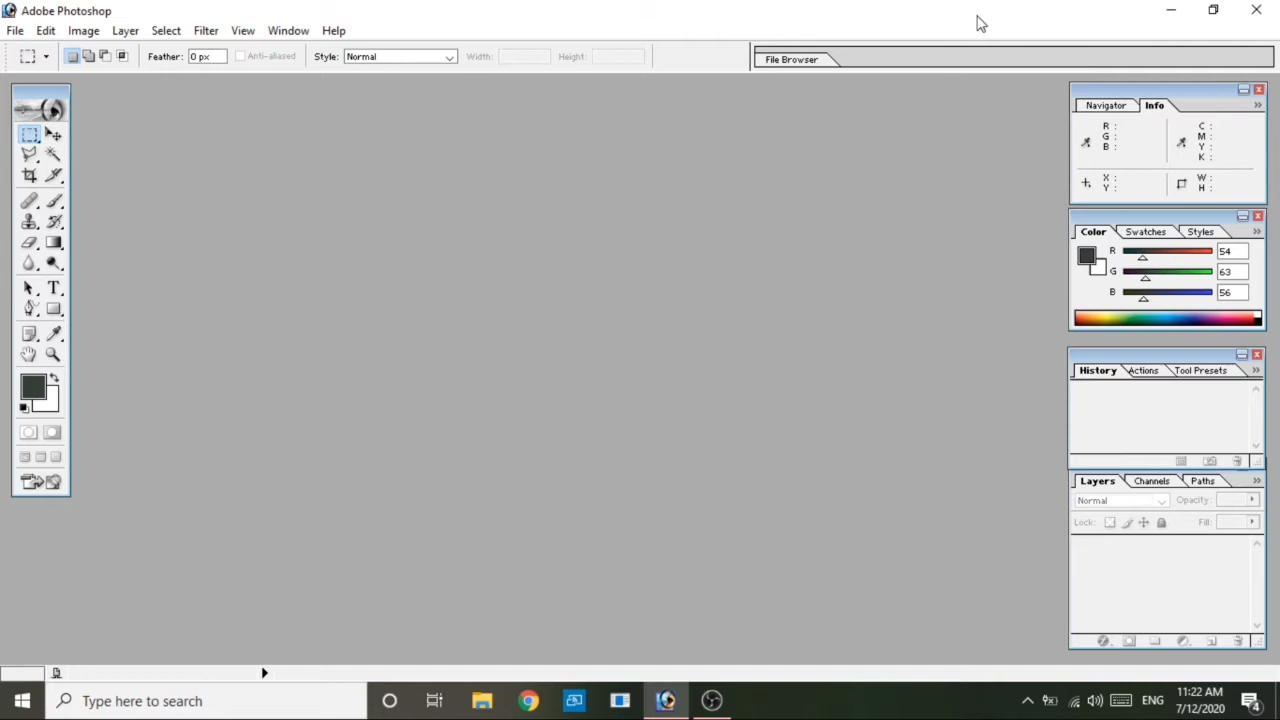 Adobe Photoshop
File Edit Image Layer Select Filter View Window Help
Feather: 0 px Anti-aliased Style: Normal Width: Height: File Browser
Navigator Info
R :
G :
B :
C :
M :
Y :
K :
X :
Y :
W :
H :
Color Swatches Styles
R 54
G 63
B 56
T
History Actions Tool Presets
Layers Channels Paths
Normal Opacity:
Lock: Fill:
Type here to search
ENG
11:22 AM
7/12/2020
4